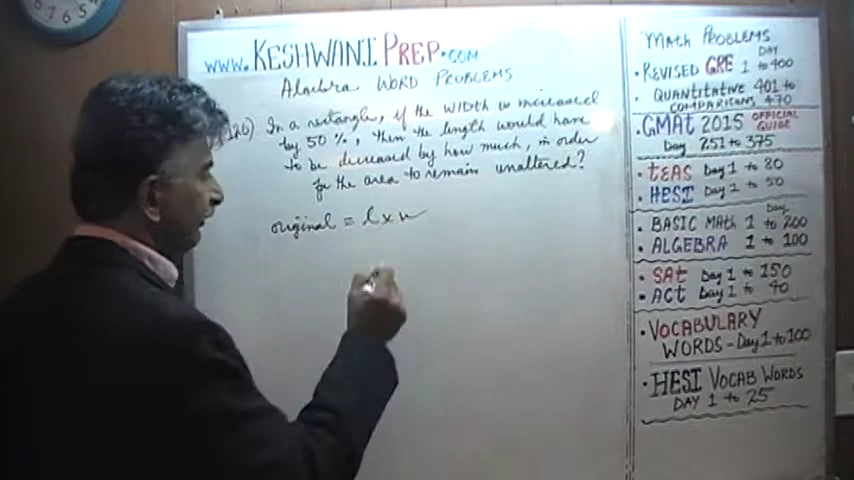 www.KESHWANI PREP.COM
Algebra WORD PROBLEMS
126) In a rectangle, if the WIDTH is increased
by 50 %, then the length would have
to be decreased by how much, in order
for the area to remain unaltered?
original = l x w
MATH PROBLEMS
DAY
• REVISED GRE 1 to 400
• QUANTITATIVE 401 to
COMPARISONS 470
• GMAT 2015 OFFICIAL
GUIDE
Day 251 to 375
• TEAS Day 1 to 80
• HESI Day 1 to 50
Day
• BASIC MATH 1 to 200
• ALGEBRA 1 to 100
• SAT Day 1 to 150
• ACT Day 1 to 90
• VOCABULARY
WORDS - Day 1 to 100
• HESI VOCAB WORDS
DAY 1 to 25